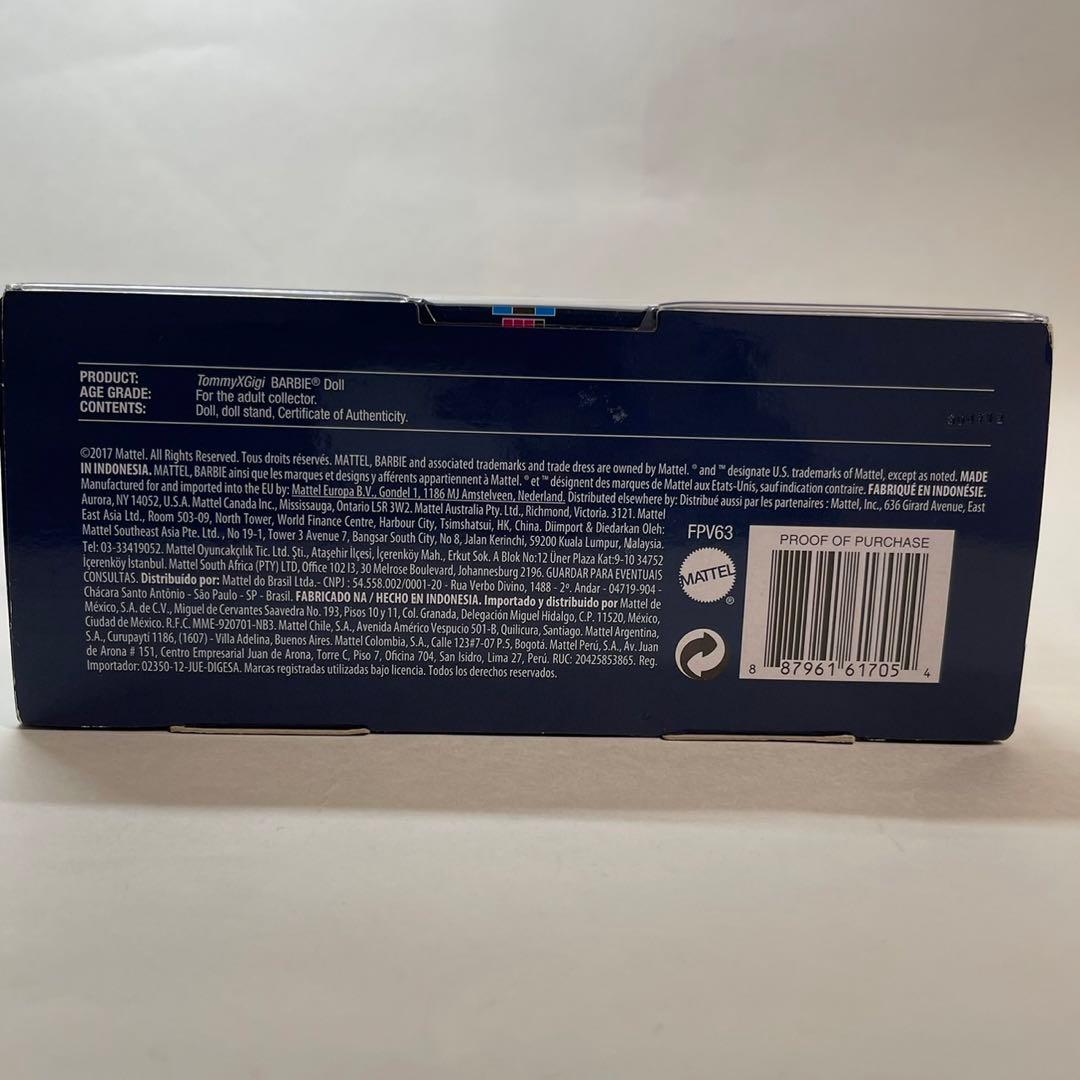 PRODUCT: TommyXGigi BARBIE® Doll
AGE GRADE: For the adult collector.
CONTENTS: Doll, doll stand, Certificate of Authenticity.
©2017 Mattel. All Rights Reserved. Tous droits réservés. MATTEL, BARBIE and associated trademarks and trade dress are owned by Mattel. ® and ™ designate U.S. trademarks of Mattel, except as noted. MADE
IN INDONESIA. MATTEL, BARBIE ainsi que les marques et designs y afférents appartiennent à Mattel. ® et ™ désignent des marques de Mattel aux Etats-Unis, sauf indication contraire. FABRIQUÉ EN INDONÉSIE.
Manufactured for and imported into the EU by: Mattel Europa B.V., Gondel 1, 1186 MJ Amstelveen, Nederland. Distributed elsewhere by: Distribué aussi par les partenaires : Mattel, Inc., 636 Girard Avenue, East
Aurora, NY 14052, U.S.A. Mattel Canada Inc., Mississauga, Ontario L5R 3W2. Mattel Australia Pty. Ltd., Richmond, Victoria. 3121. Mattel
East Asia Ltd., Room 503-09, North Tower, World Finance Centre, Harbour City, Tsimshatsui, HK, China. Diimport & Diedarkan Oleh:
Mattel Southeast Asia Pte. Ltd., No 19-1, Tower 3 Avenue 7, Bangsar South City, No 8, Jalan Kerinchi, 59200 Kuala Lumpur, Malaysia.
Tel: 03-33419052. Mattel Oyuncakçılık Tic. Ltd. Şti., Ataşehir İlçesi, İçerenköy Mah., Erkut Sok. A Blok No:12 Üner Plaza Kat:9-10 34752
İçerenköy İstanbul. Mattel South Africa (PTY) LTD, Office 102 I3, 30 Melrose Boulevard, Johannesburg 2196. GUARDAR PARA EVENTUAIS
CONSULTAS. Distribuído por: Mattel do Brasil Ltda.- CNPJ : 54.558.002/0001-20 - Rua Verbo Divino, 1488 - 2º. Andar - 04719-904 -
Chácara Santo Antônio - São Paulo - SP - Brasil. FABRICADO NA / HECHO EN INDONESIA. Importado y distribuido por Mattel de
México, S.A. de C.V., Miguel de Cervantes Saavedra No. 193, Pisos 10 y 11, Col. Granada, Delegación Miguel Hidalgo, C.P. 11520, México,
Ciudad de México. R.F.C. MME-920701-NB3. Mattel Chile, S.A., Avenida Américo Vespucio 501-B, Quilicura, Santiago. Mattel Argentina,
S.A., Curupaytí 1186, (1607) - Villa Adelina, Buenos Aires. Mattel Colombia, S.A., Calle 123#7-07 P.5, Bogotá. Mattel Perú, S.A., Av. Juan
de Arona # 151, Centro Empresarial Juan de Arona, Torre C, Piso 7, Oficina 704, San Isidro, Lima 27, Perú. RUC: 20425853865. Reg.
Importador: 02350-12-JUE-DIGESA. Marcas registradas utilizadas bajo licencia. Todos los derechos reservados.
FPV63
MATTEL®
PROOF OF PURCHASE
8 87961 61705 4